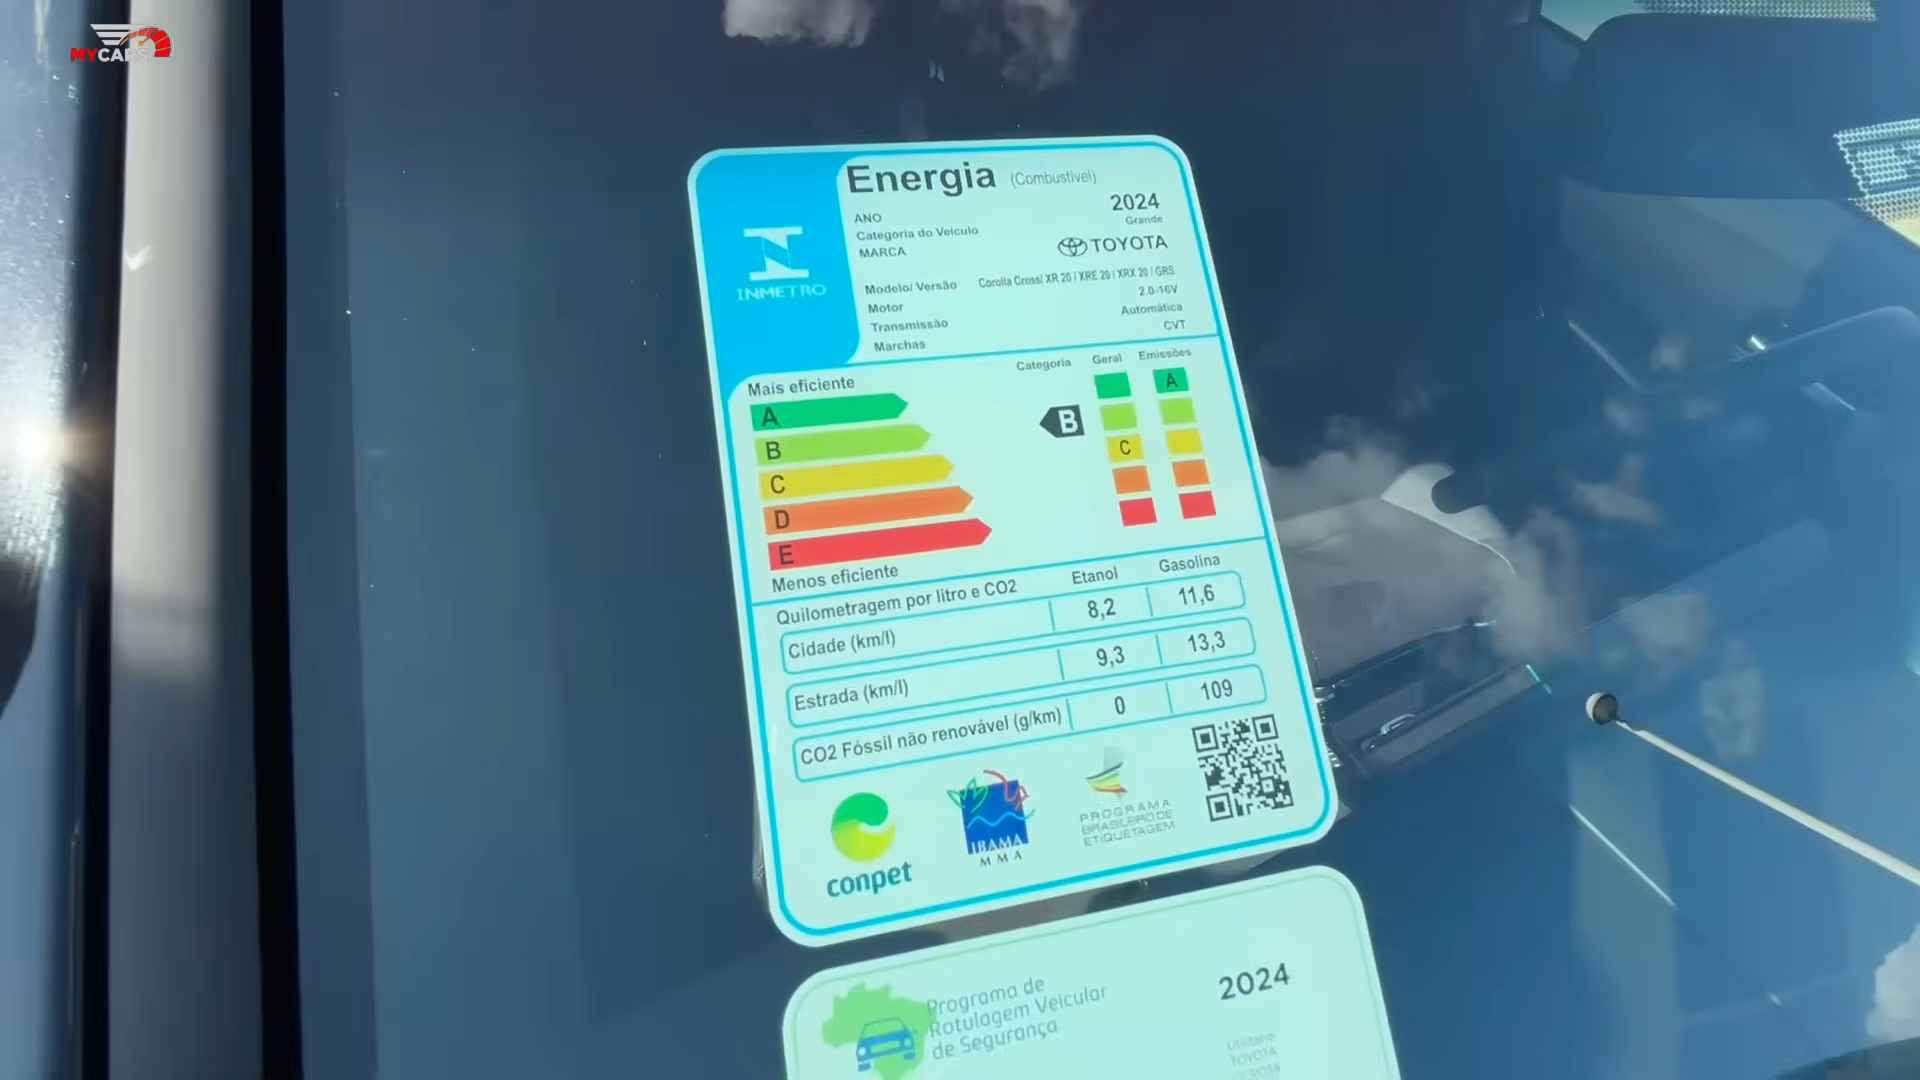 MYCARS
Energia (Combustível)
ANO 2024
Categoria do Veículo Grande
MARCA TOYOTA
Modelo/ Versão Corolla Cross/ XR 20 / XRE 20 / XRX 20 / GRS
Motor 2.0-16V
Transmissão Automática
Marchas CVT
INMETRO
Categoria Geral Emissões
Mais eficiente
A
B
C
D
E
Menos eficiente
B
C
A
Quilometragem por litro e CO2 Etanol Gasolina
Cidade (km/l) 8,2 11,6
Estrada (km/l) 9,3 13,3
CO2 Fóssil não renovável (g/km) 0 109
conpet
IBAMA
MMA
PROGRAMA
BRASILEIRO DE
ETIQUETAGEM
Programa de
Rotulagem Veicular
de Segurança
2024
Utilitário
TOYOTA
CROSS